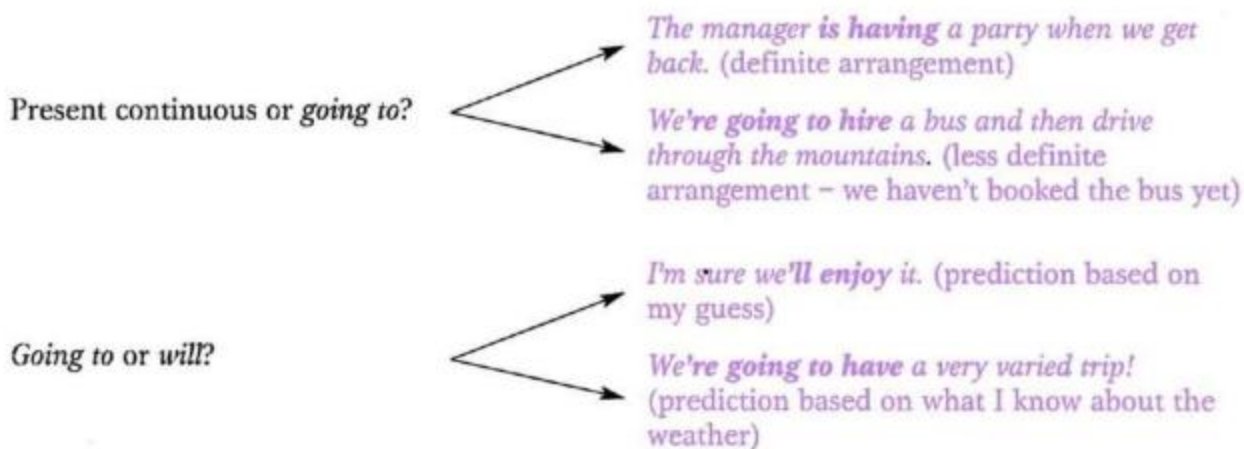 Present continuous or going to?
The manager is having a party when we get
back. (definite arrangement)
We're going to hire a bus and then drive
through the mountains. (less definite
arrangement – we haven't booked the bus yet)
Going to or will?
I'm sure we'll enjoy it. (prediction based on
my guess)
We're going to have a very varied trip!
(prediction based on what I know about the
weather)